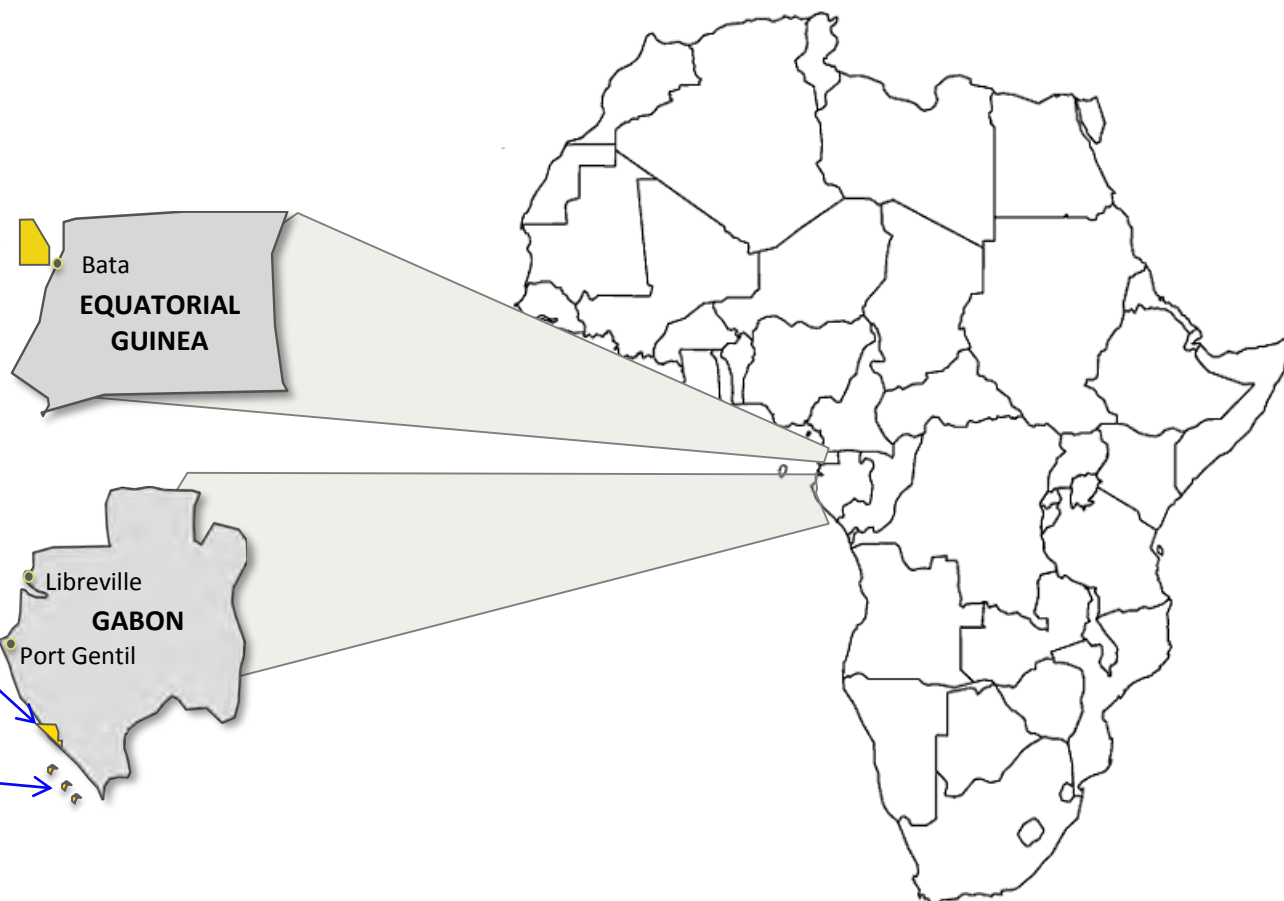 Bata
EQUATORIAL
GUINEA
Libreville
GABON
Port Gentil